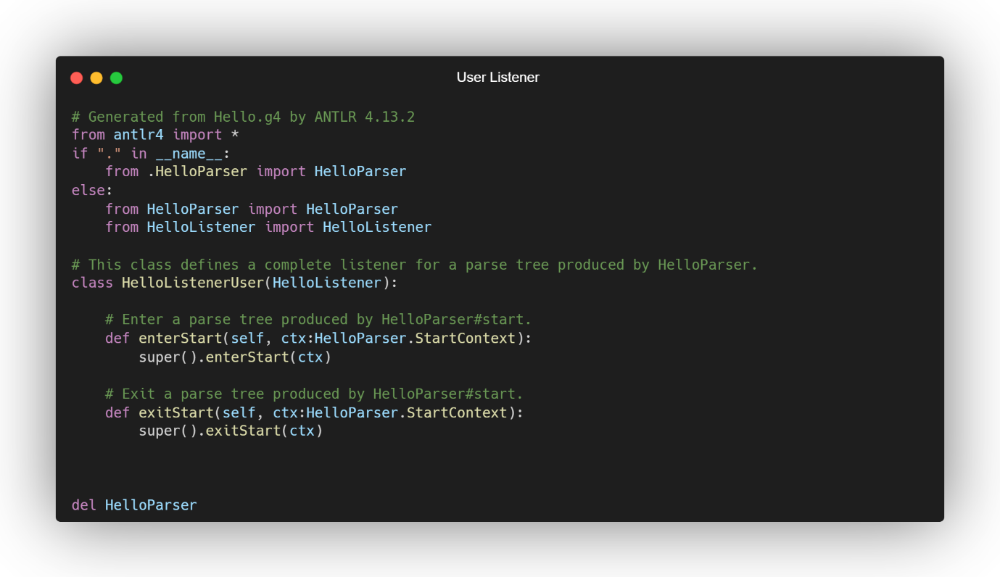 User Listener
# Generated from Hello.g4 by ANTLR 4.13.2
from antlr4 import *
if "." in __name__:
    from .HelloParser import HelloParser
else:
    from HelloParser import HelloParser
    from HelloListener import HelloListener

# This class defines a complete listener for a parse tree produced by HelloParser.
class HelloListenerUser(HelloListener):

    # Enter a parse tree produced by HelloParser#start.
    def enterStart(self, ctx:HelloParser.StartContext):
        super().enterStart(ctx)

    # Exit a parse tree produced by HelloParser#start.
    def exitStart(self, ctx:HelloParser.StartContext):
        super().exitStart(ctx)

del HelloParser